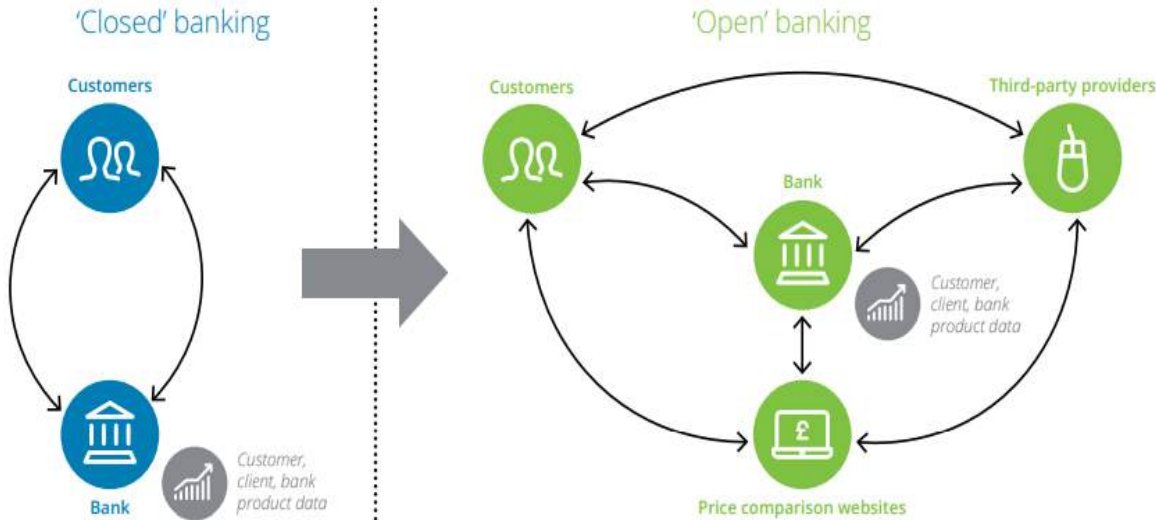 ‘Closed’ banking
Customers
Bank
Customer,
client, bank
product data
‘Open’ banking
Customers
Third-party providers
Bank
Customer,
client, bank
product data
£
Price comparison websites